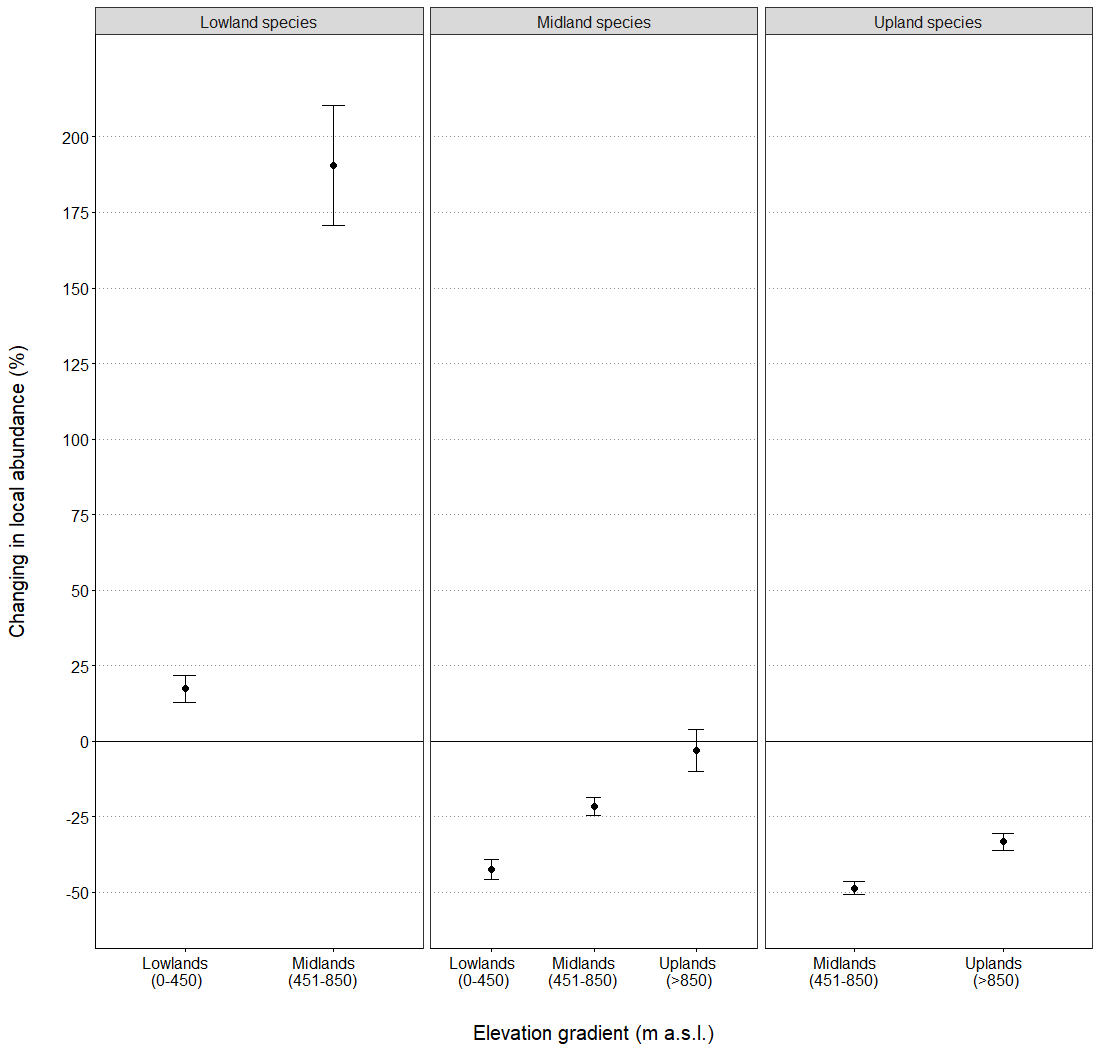 Lowland species
Midland species
Upland species
Changing in local abundance (%)
200
175
150
125
100
75
50
25
0
-25
-50
Lowlands
(0-450)
Midlands
(451-850)
Lowlands
(0-450)
Midlands
(451-850)
Uplands
(>850)
Midlands
(451-850)
Uplands
(>850)
Elevation gradient (m a.s.l.)